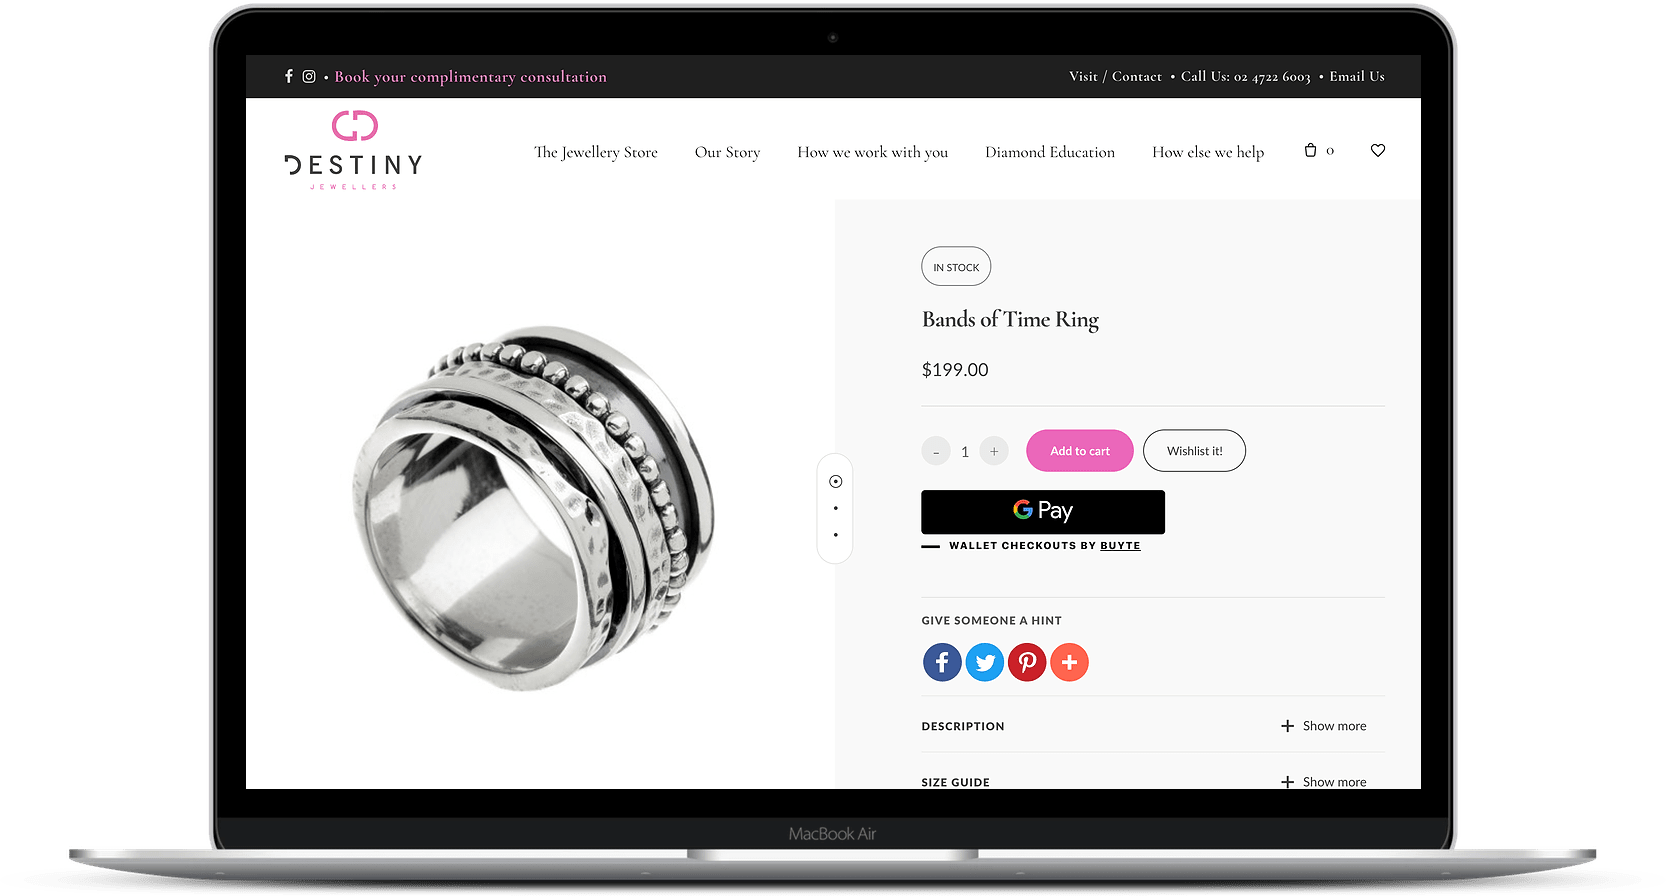 • Book your complimentary consultation
Visit / Contact • Call Us: 02 4722 6003 • Email Us
DESTINY
JEWELLERS
The Jewellery Store
Our Story
How we work with you
Diamond Education
How else we help
0
IN STOCK
Bands of Time Ring
$199.00
- 1 +
Add to cart
Wishlist it!
G Pay
WALLET CHECKOUTS BY BUYTE
GIVE SOMEONE A HINT
DESCRIPTION
+ Show more
SIZE GUIDE
+ Show more
MacBook Air